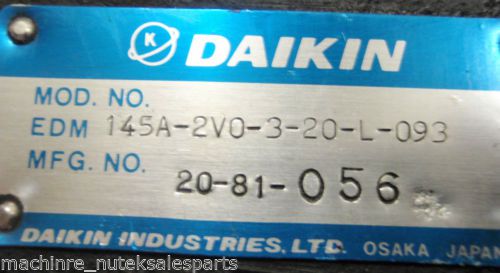 K DAIKIN
MOD. NO.
EDM 145A-2V0-3-20-L-093
MFG. NO.
20-81-056
DAIKIN INDUSTRIES, LTD. OSAKA JAPAN
machinre_nuteksalesparts